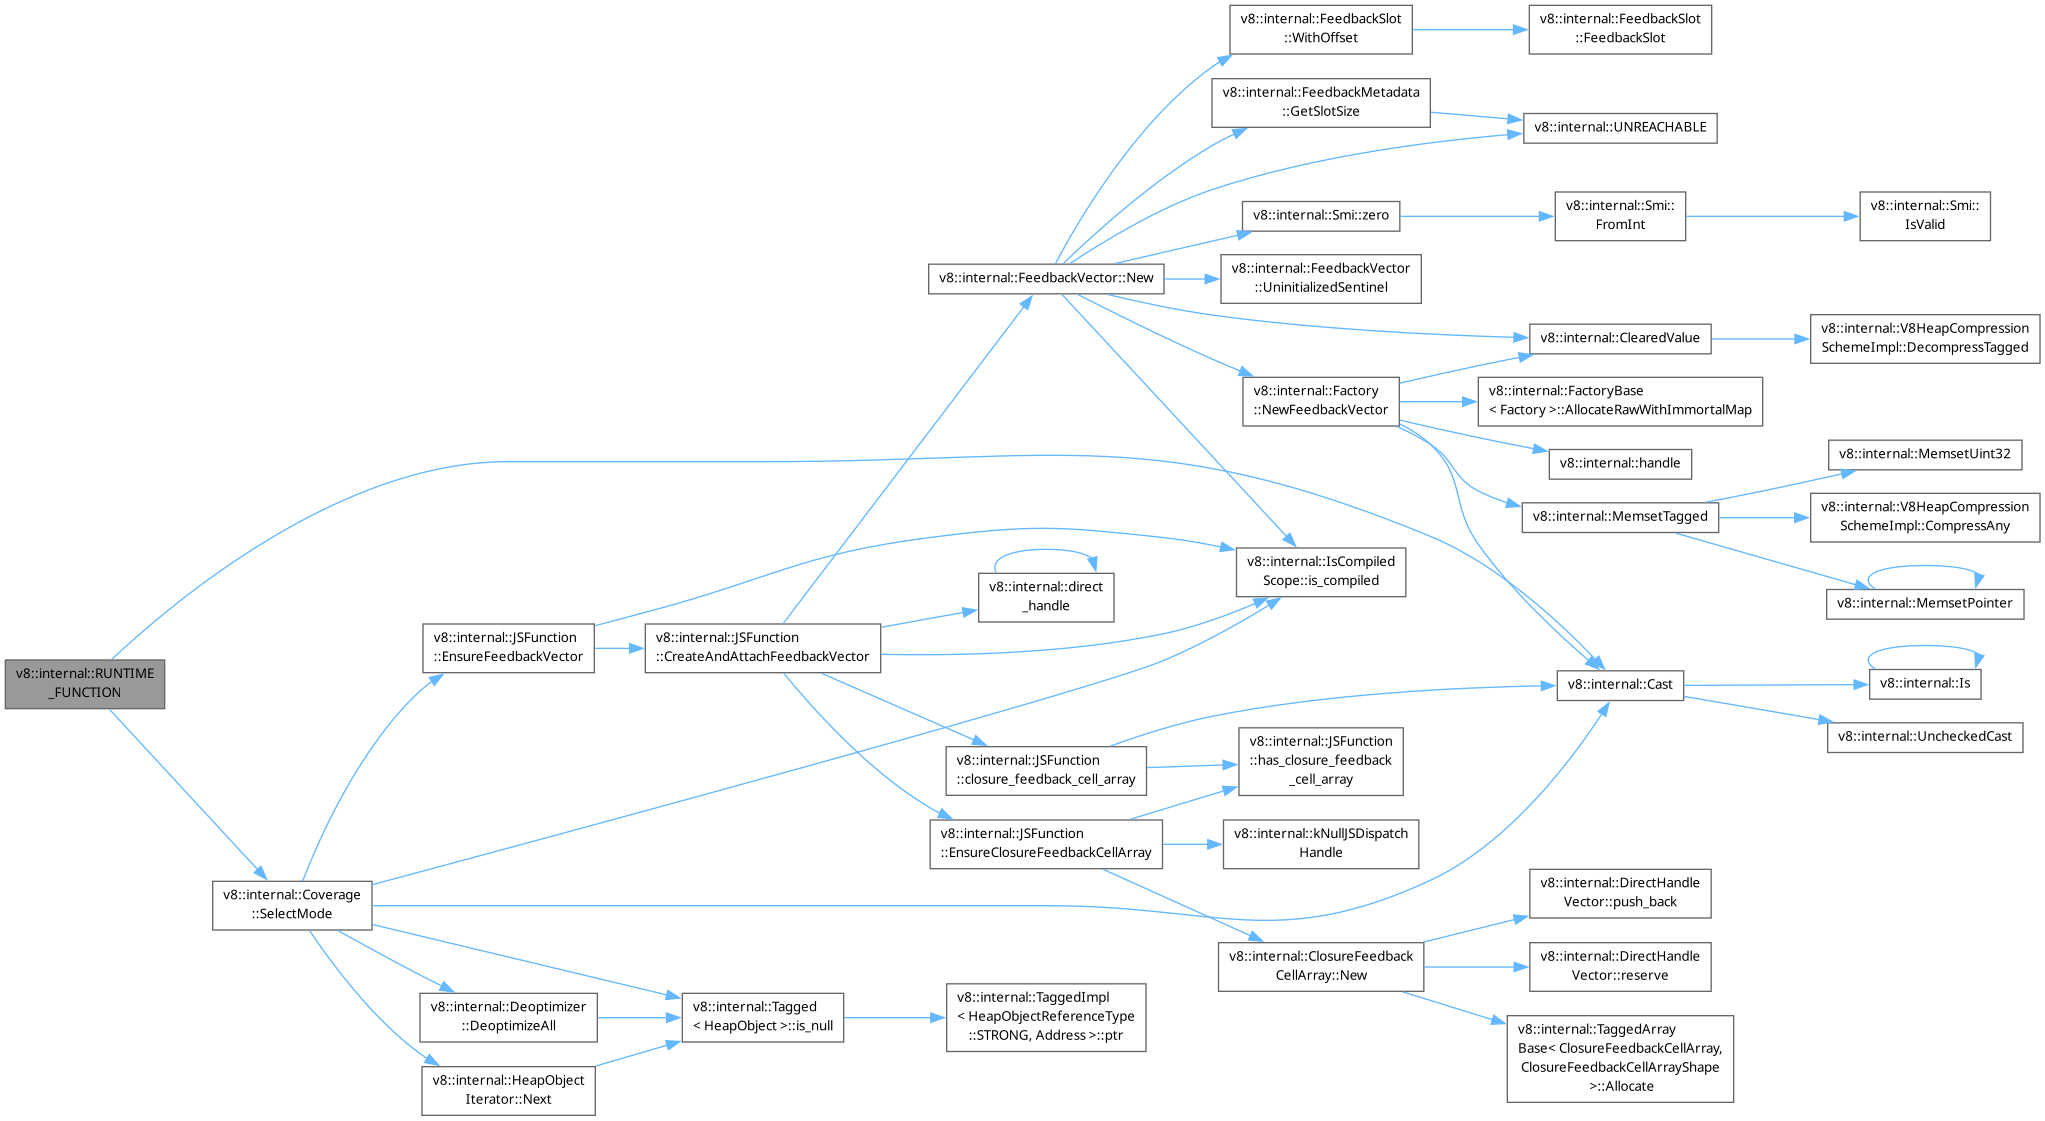 v8::internal::FeedbackSlot
::WithOffset
v8::internal::FeedbackSlot
::FeedbackSlot
v8::internal::FeedbackMetadata
::GetSlotSize
v8::internal::UNREACHABLE
v8::internal::Smi::zero
v8::internal::Smi::
FromInt
v8::internal::Smi::
IsValid
v8::internal::FeedbackVector::New
v8::internal::FeedbackVector
::UninitializedSentinel
v8::internal::ClearedValue
v8::internal::V8HeapCompression
SchemeImpl::DecompressTagged
v8::internal::Factory
::NewFeedbackVector
v8::internal::FactoryBase
< Factory >::AllocateRawWithImmortalMap
v8::internal::handle
v8::internal::MemsetUint32
v8::internal::MemsetTagged
v8::internal::V8HeapCompression
SchemeImpl::CompressAny
v8::internal::MemsetPointer
v8::internal::IsCompiled
Scope::is_compiled
v8::internal::direct
_handle
v8::internal::JSFunction
::EnsureFeedbackVector
v8::internal::JSFunction
::CreateAndAttachFeedbackVector
v8::internal::RUNTIME
_FUNCTION
v8::internal::Cast
v8::internal::Is
v8::internal::UncheckedCast
v8::internal::JSFunction
::closure_feedback_cell_array
v8::internal::JSFunction
::has_closure_feedback
_cell_array
v8::internal::JSFunction
::EnsureClosureFeedbackCellArray
v8::internal::kNullJSDispatch
Handle
v8::internal::Coverage
::SelectMode
v8::internal::DirectHandle
Vector::push_back
v8::internal::ClosureFeedback
CellArray::New
v8::internal::DirectHandle
Vector::reserve
v8::internal::Deoptimizer
::DeoptimizeAll
v8::internal::Tagged
< HeapObject >::is_null
v8::internal::TaggedImpl
< HeapObjectReferenceType
::STRONG, Address >::ptr
v8::internal::TaggedArray
Base< ClosureFeedbackCellArray,
ClosureFeedbackCellArrayShape
>::Allocate
v8::internal::HeapObject
Iterator::Next